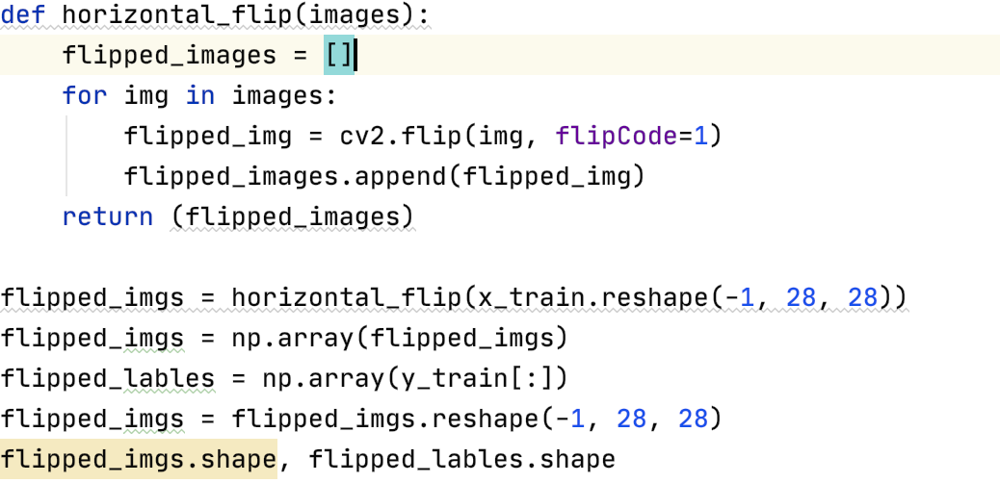 def horizontal_flip(images):
    flipped_images = []
    for img in images:
        flipped_img = cv2.flip(img, flipCode=1)
        flipped_images.append(flipped_img)
    return (flipped_images)

flipped_imgs = horizontal_flip(x_train.reshape(-1, 28, 28))
flipped_imgs = np.array(flipped_imgs)
flipped_lables = np.array(y_train[:])
flipped_imgs = flipped_imgs.reshape(-1, 28, 28)
flipped_imgs.shape, flipped_lables.shape